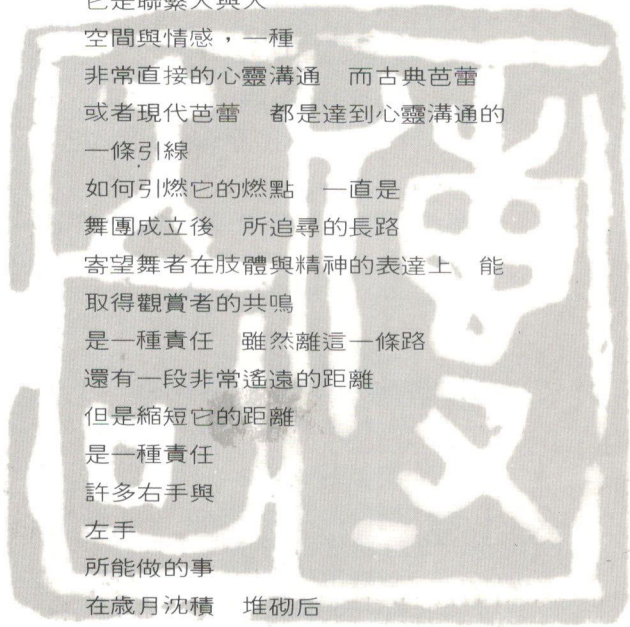 它是聯繫人與人
空間與情感，一種
非常直接的心靈溝通　而古典芭蕾
或者現代芭蕾　都是達到心靈溝通的
一條引線
如何引燃它的燃點　一直是
舞團成立後　所追尋的長路
寄望舞者在肢體與精神的表達上　能
取得觀賞者的共鳴
是一種責任　雖然離這一條路
還有一段非常遙遠的距離
但是縮短它的距離
是一種責任
許多右手與
左手
所能做的事
在歲月沈積　堆砌后